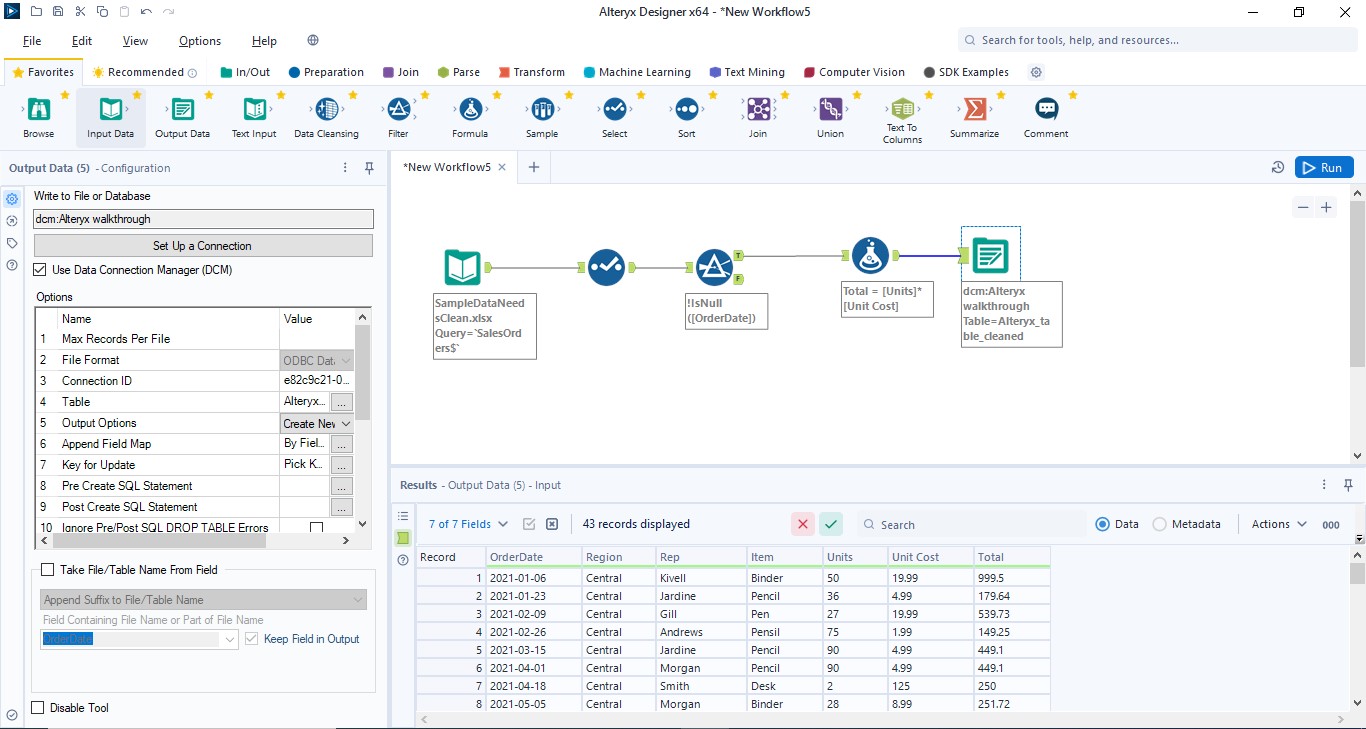 Alteryx Designer x64 - *New Workflow5
File Edit View Options Help
Search for tools, help, and resources...
Favorites Recommended In/Out Preparation Join Parse Transform Machine Learning Text Mining Computer Vision SDK Examples
Browse Input Data Output Data Text Input Data Cleansing Filter Formula Sample Select Sort Join Union Text To Columns Summarize Comment
Output Data (5) - Configuration
Write to File or Database
dcm:Alteryx walkthrough
Set Up a Connection
Use Data Connection Manager (DCM)
Options
Name Value
1 Max Records Per File
2 File Format ODBC Dat
3 Connection ID e82c9c21-0...
4 Table Alteryx... ...
5 Output Options Create Nev
6 Append Field Map By Fiel... ...
7 Key for Update Pick K... ...
8 Pre Create SQL Statement ...
9 Post Create SQL Statement ...
10 Ignore Pre/Post SQL DROP TABLE Errors
Take File/Table Name From Field
Append Suffix to File/Table Name
Field Containing File Name or Part of File Name
OrderDate
Keep Field in Output
Disable Tool
*New Workflow5
Run
SampleDataNee
dsClean.xlsx
Query=`SalesOrd
ers$`
T
F
!IsNull
([OrderDate])
Total = [Units]*
[Unit Cost]
dcm:Alteryx
walkthrough
Table=Alteryx_ta
ble_cleaned
Results - Output Data (5) - Input
7 of 7 Fields 43 records displayed Search Data Metadata Actions 000
Record OrderDate Region Rep Item Units Unit Cost Total
1 2021-01-06 Central Kivell Binder 50 19.99 999.5
2 2021-01-23 Central Jardine Pencil 36 4.99 179.64
3 2021-02-09 Central Gill Pen 27 19.99 539.73
4 2021-02-26 Central Andrews Pensil 75 1.99 149.25
5 2021-03-15 Central Jardine Pencil 90 4.99 449.1
6 2021-04-01 Central Morgan Pencil 90 4.99 449.1
7 2021-04-18 Central Smith Desk 2 125 250
8 2021-05-05 Central Morgan Binder 28 8.99 251.72